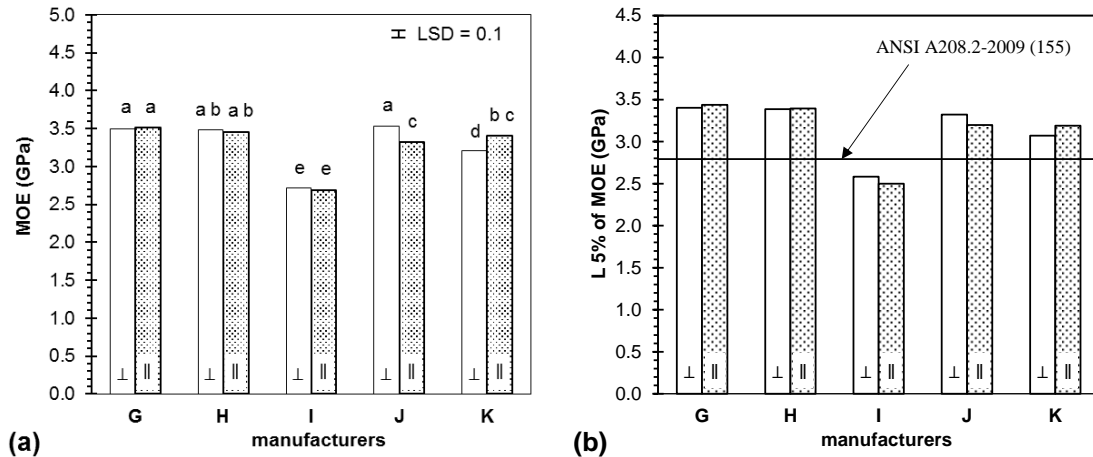 5.0
4.5
4.0
3.5
3.0
2.5
2.0
1.5
1.0
0.5
0.0
MOE (GPa)
LSD = 0.1
a a
a b a b
e e
a c
d b c
⊥ ǁ ⊥ ǁ ⊥ ǁ ⊥ ǁ ⊥ ǁ
G H I J K
manufacturers
(a)
4.5
4.0
3.5
3.0
2.5
2.0
1.5
1.0
0.5
0.0
L 5% of MOE (GPa)
ANSI A208.2-2009 (155)
⊥ ǁ ⊥ ǁ ⊥ ǁ ⊥ ǁ ⊥ ǁ
G H I J K
manufacturers
(b)